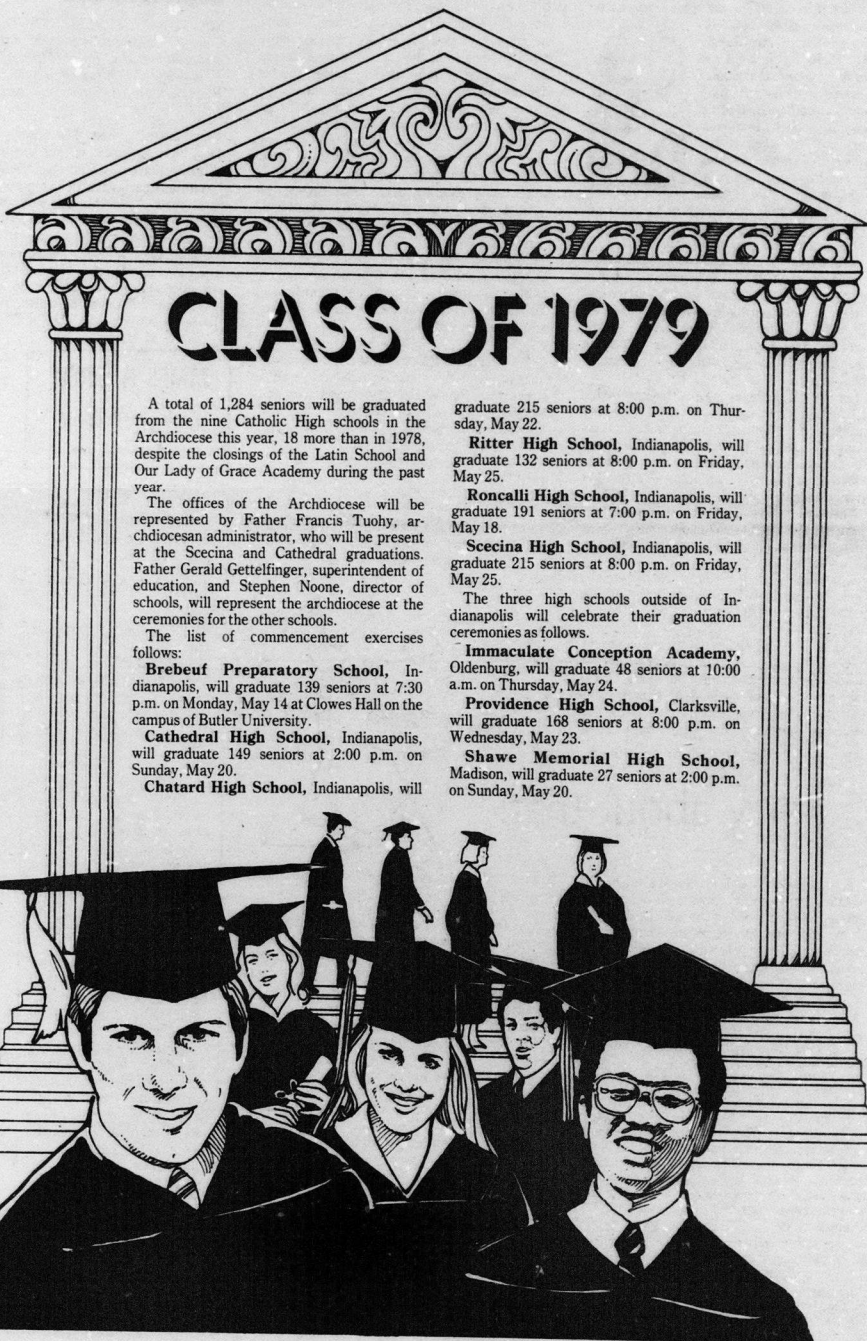 CLASS OF 1979
A total of 1,284 seniors will be graduated
from the nine Catholic High schools in the
Archdiocese this year, 18 more than in 1978,
despite the closings of the Latin School and
Our Lady of Grace Academy during the past
year.
The offices of the Archdiocese will be
represented by Father Francis Tuohy, ar-
chdiocesan administrator, who will be present
at the Scecina and Cathedral graduations.
Father Gerald Gettelfinger, superintendent of
education, and Stephen Noone, director of
schools, will represent the archdiocese at the
ceremonies for the other schools.
The list of commencement exercises
follows:
Brebeuf Preparatory School, In-
dianapolis, will graduate 139 seniors at 7:30
p.m. on Monday, May 14 at Clowes Hall on the
campus of Butler University.
Cathedral High School, Indianapolis,
will graduate 149 seniors at 2:00 p.m. on
Sunday, May 20.
Chatard High School, Indianapolis, will
graduate 215 seniors at 8:00 p.m. on Thur-
sday, May 22.
Ritter High School, Indianapolis, will
graduate 132 seniors at 8:00 p.m. on Friday,
May 25.
Roncalli High School, Indianapolis, will
graduate 191 seniors at 7:00 p.m. on Friday,
May 18.
Scecina High School, Indianapolis, will
graduate 215 seniors at 8:00 p.m. on Friday,
May 25.
The three high schools outside of In-
dianapolis will celebrate their graduation
ceremonies as follows.
Immaculate Conception Academy,
Oldenburg, will graduate 48 seniors at 10:00
a.m. on Thursday, May 24.
Providence High School, Clarksville,
will graduate 168 seniors at 8:00 p.m. on
Wednesday, May 23.
Shawe Memorial High School,
Madison, will graduate 27 seniors at 2:00 p.m.
on Sunday, May 20.